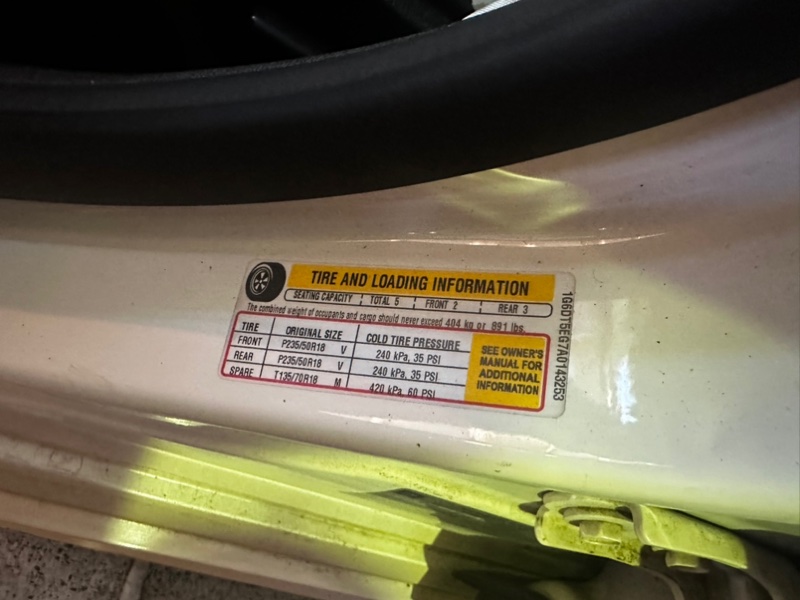 TIRE AND LOADING INFORMATION
SEATING CAPACITY TOTAL 5 FRONT 2 REAR 3
The combined weight of occupants and cargo should never exceed 404 kg or 891 lbs.
TIRE ORIGINAL SIZE COLD TIRE PRESSURE
FRONT P235/50R18 V 240 kPa, 35 PSI
REAR P235/50R18 V 240 kPa, 35 PSI
SPARE T135/70R18 M 420 kPa, 60 PSI
SEE OWNER'S
MANUAL FOR
ADDITIONAL
INFORMATION
1G6DT5EG7A0143253